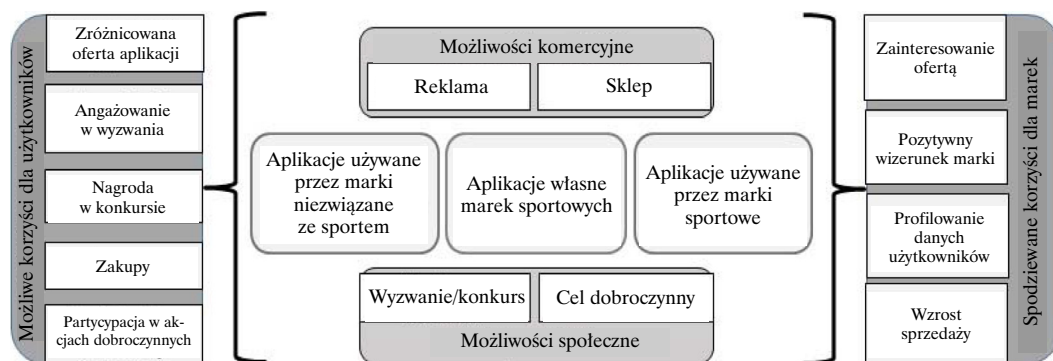 Możliwe korzyści dla użytkowników
Zróżnicowana
oferta aplikacji
Angażowanie
w wyzwania
Nagroda
w konkursie
Zakupy
Partycypacja w ak-
cjach dobroczynnych
Możliwości komercyjne
Reklama
Sklep
Aplikacje używane
przez marki
niezwiązane
ze sportem
Aplikacje własne
marek sportowych
Aplikacje używane
przez marki
sportowe
Wyzwanie/konkurs
Cel dobroczynny
Możliwości społeczne
Zainteresowanie
ofertą
Pozytywny
wizerunek marki
Profilowanie
danych
użytkowników
Wzrost
sprzedaży
Spodziewane korzyści dla marek